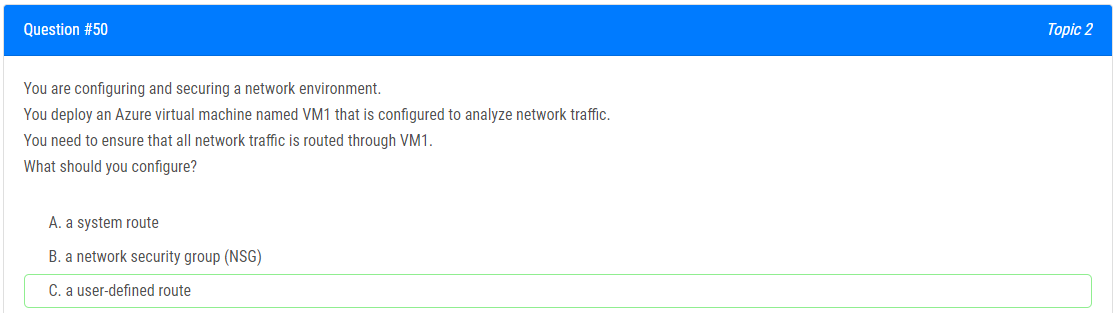 Question #50
Topic 2
You are configuring and securing a network environment.
You deploy an Azure virtual machine named VM1 that is configured to analyze network traffic.
You need to ensure that all network traffic is routed through VM1.
What should you configure?
A. a system route
B. a network security group (NSG)
C. a user-defined route